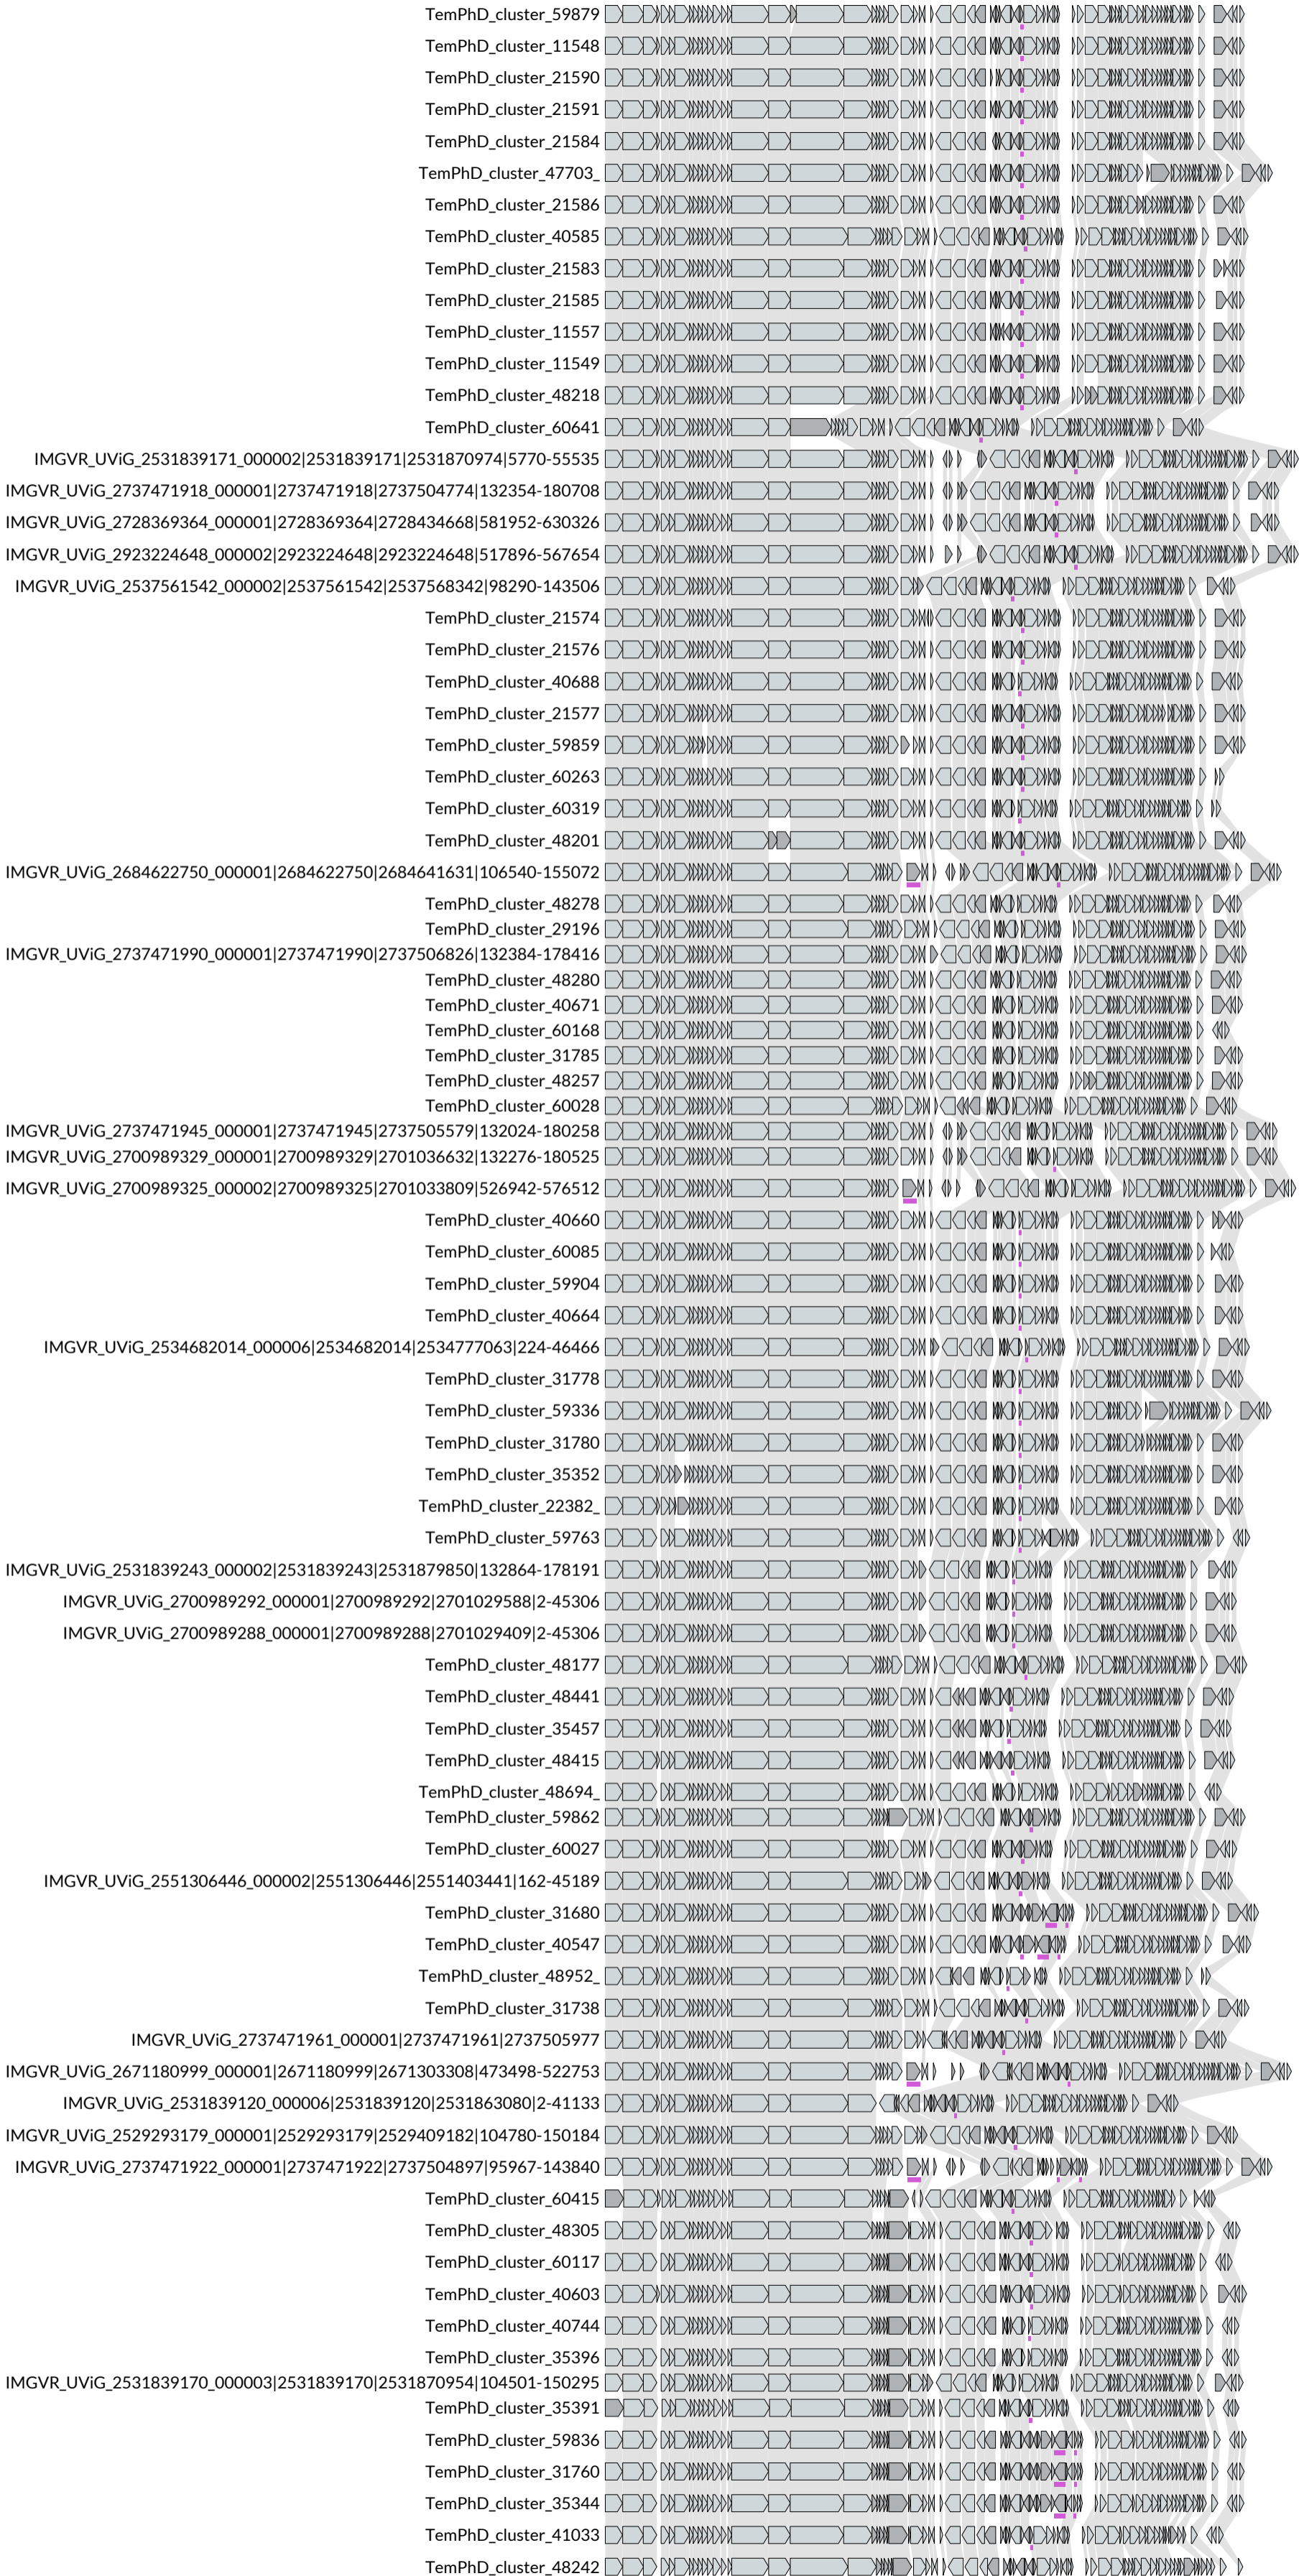 TemPhD_cluster_59879
TemPhD_cluster_11548
TemPhD_cluster_21590
TemPhD_cluster_21591
TemPhD_cluster_21584
TemPhD_cluster_47703_
TemPhD_cluster_21586
TemPhD_cluster_40585
TemPhD_cluster_21583
TemPhD_cluster_21585
TemPhD_cluster_11557
TemPhD_cluster_11549
TemPhD_cluster_48218
TemPhD_cluster_60641
IMGVR_UViG_2531839171_000002|2531839171|2531870974|5770-55535
IMGVR_UViG_2737471918_000001|2737471918|2737504774|132354-180708
IMGVR_UViG_2728369364_000001|2728369364|2728434668|581952-630326
IMGVR_UViG_2923224648_000002|2923224648|2923224648|517896-567654
IMGVR_UViG_2537561542_000002|2537561542|2537568342|98290-143506
TemPhD_cluster_21574
TemPhD_cluster_21576
TemPhD_cluster_40688
TemPhD_cluster_21577
TemPhD_cluster_59859
TemPhD_cluster_60263
TemPhD_cluster_60319
TemPhD_cluster_48201
IMGVR_UViG_2684622750_000001|2684622750|2684641631|106540-155072
TemPhD_cluster_48278
TemPhD_cluster_29196
IMGVR_UViG_2737471990_000001|2737471990|2737506826|132384-178416
TemPhD_cluster_48280
TemPhD_cluster_40671
TemPhD_cluster_60168
TemPhD_cluster_31785
TemPhD_cluster_48257
TemPhD_cluster_60028
IMGVR_UViG_2737471945_000001|2737471945|2737505579|132024-180258
IMGVR_UViG_2700989329_000001|2700989329|2701036632|132276-180525
IMGVR_UViG_2700989325_000002|2700989325|2701033809|526942-576512
TemPhD_cluster_40660
TemPhD_cluster_60085
TemPhD_cluster_59904
TemPhD_cluster_40664
IMGVR_UViG_2534682014_000006|2534682014|2534777063|224-46466
TemPhD_cluster_31778
TemPhD_cluster_59336
TemPhD_cluster_31780
TemPhD_cluster_35352
TemPhD_cluster_22382_
TemPhD_cluster_59763
IMGVR_UViG_2531839243_000002|2531839243|2531879850|132864-178191
IMGVR_UViG_2700989292_000001|2700989292|2701029588|2-45306
IMGVR_UViG_2700989288_000001|2700989288|2701029409|2-45306
TemPhD_cluster_48177
TemPhD_cluster_48441
TemPhD_cluster_35457
TemPhD_cluster_48415
TemPhD_cluster_48694_
TemPhD_cluster_59862
TemPhD_cluster_60027
IMGVR_UViG_2551306446_000002|2551306446|2551403441|162-45189
TemPhD_cluster_31680
TemPhD_cluster_40547
TemPhD_cluster_48952_
TemPhD_cluster_31738
IMGVR_UViG_2737471961_000001|2737471961|2737505977
IMGVR_UViG_2671180999_000001|2671180999|2671303308|473498-522753
IMGVR_UViG_2531839120_000006|2531839120|2531863080|2-41133
IMGVR_UViG_2529293179_000001|2529293179|2529409182|104780-150184
IMGVR_UViG_2737471922_000001|2737471922|2737504897|95967-143840
TemPhD_cluster_60415
TemPhD_cluster_48305
TemPhD_cluster_60117
TemPhD_cluster_40603
TemPhD_cluster_40744
TemPhD_cluster_35396
IMGVR_UViG_2531839170_000003|2531839170|2531870954|104501-150295
TemPhD_cluster_35391
TemPhD_cluster_59836
TemPhD_cluster_31760
TemPhD_cluster_35344
TemPhD_cluster_41033
TemPhD_cluster_48242